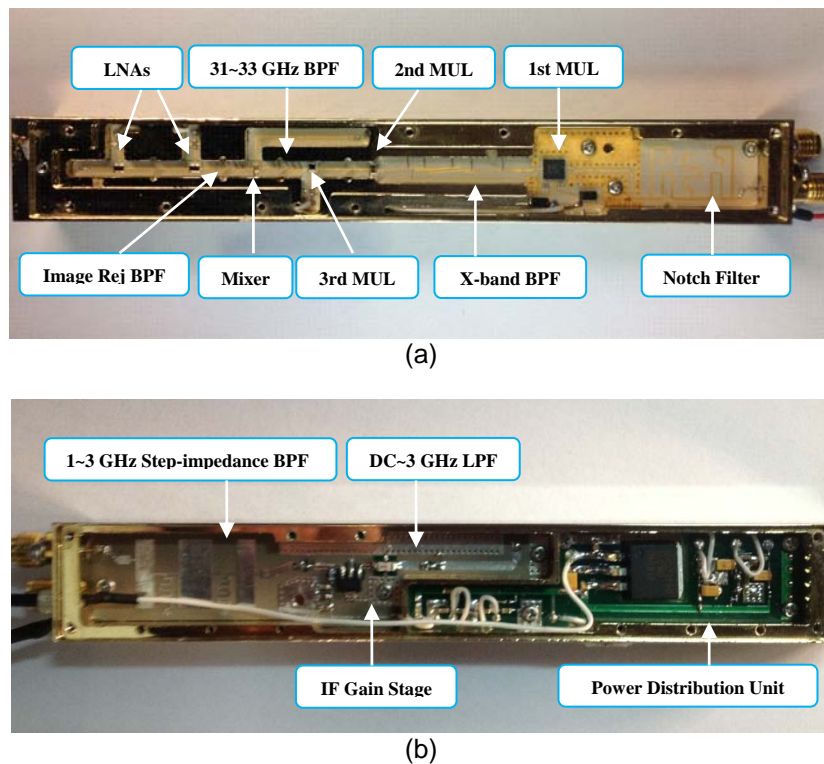 LNAs
31~33 GHz BPF
2nd MUL
1st MUL
Image Rej BPF
Mixer
3rd MUL
X-band BPF
Notch Filter
(a)
1~3 GHz Step-impedance BPF
DC~3 GHz LPF
IF Gain Stage
Power Distribution Unit
(b)